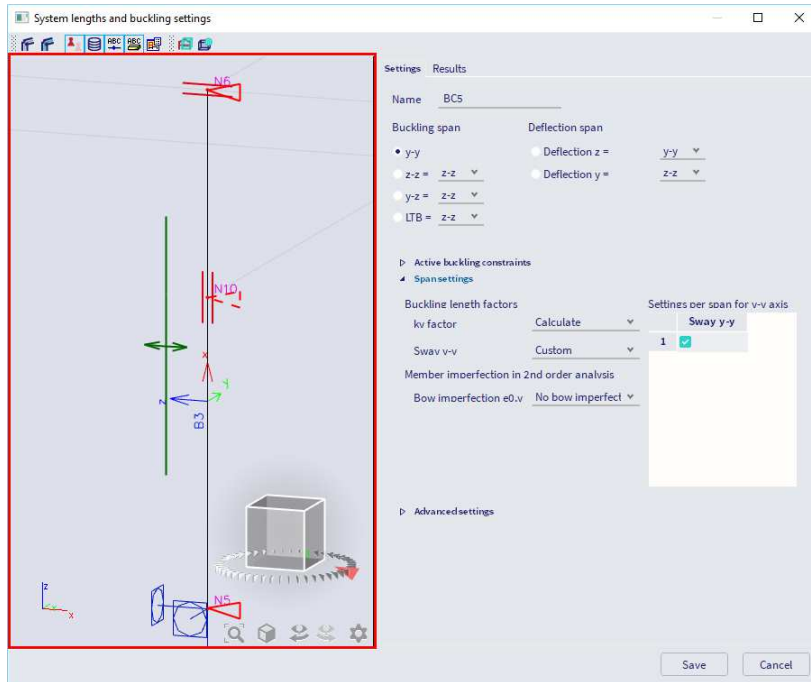 System lengths and buckling settings
ABC
ABC
N6
N10
x
y
z
B3
N5
z
y
x
Settings Results
Name BC5
Buckling span Deflection span
y-y Deflection z = y-y
z-z = z-z Deflection y = z-z
y-z = z-z
LTB = z-z
Active buckling constraints
Span settings
Buckling length factors Settings per span for y-y axis
ky factor Calculate Sway y-y
1
Sway y-y Custom
Member imperfection in 2nd order analysis
Bow imperfection e0,y No bow imperfect
Advanced settings
Save Cancel